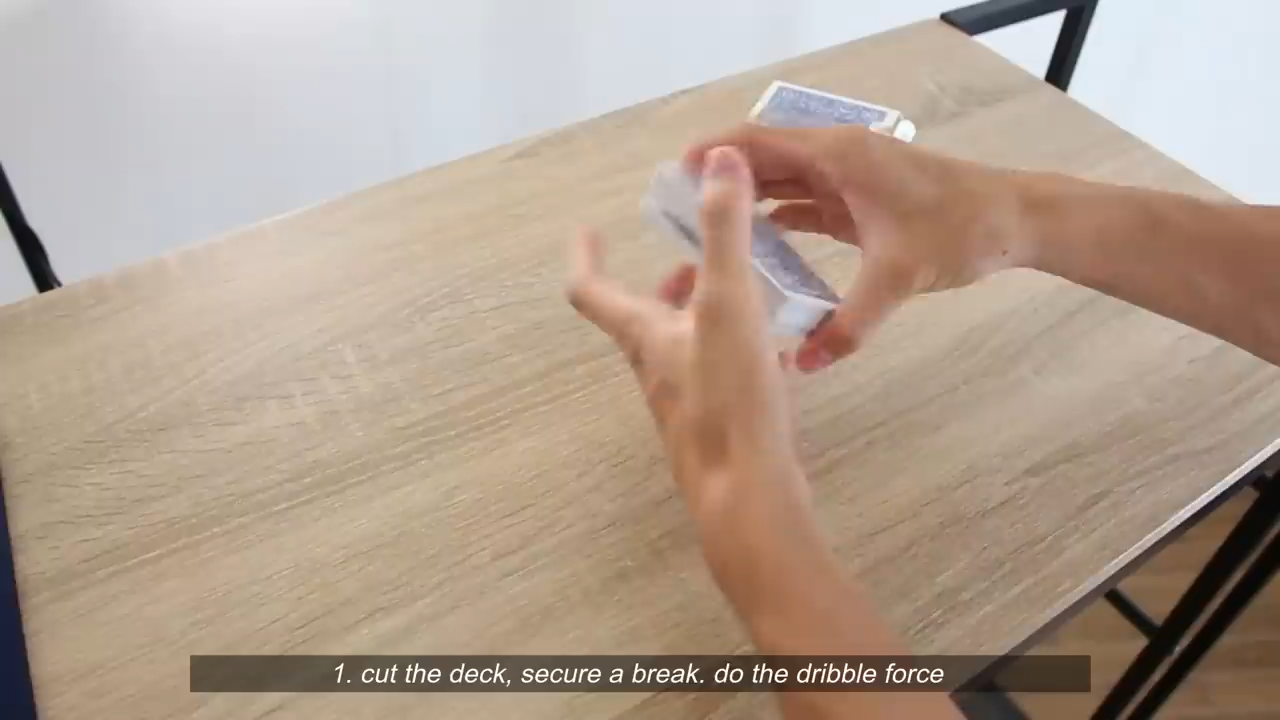 1. cut the deck, secure a break. do the dribble force